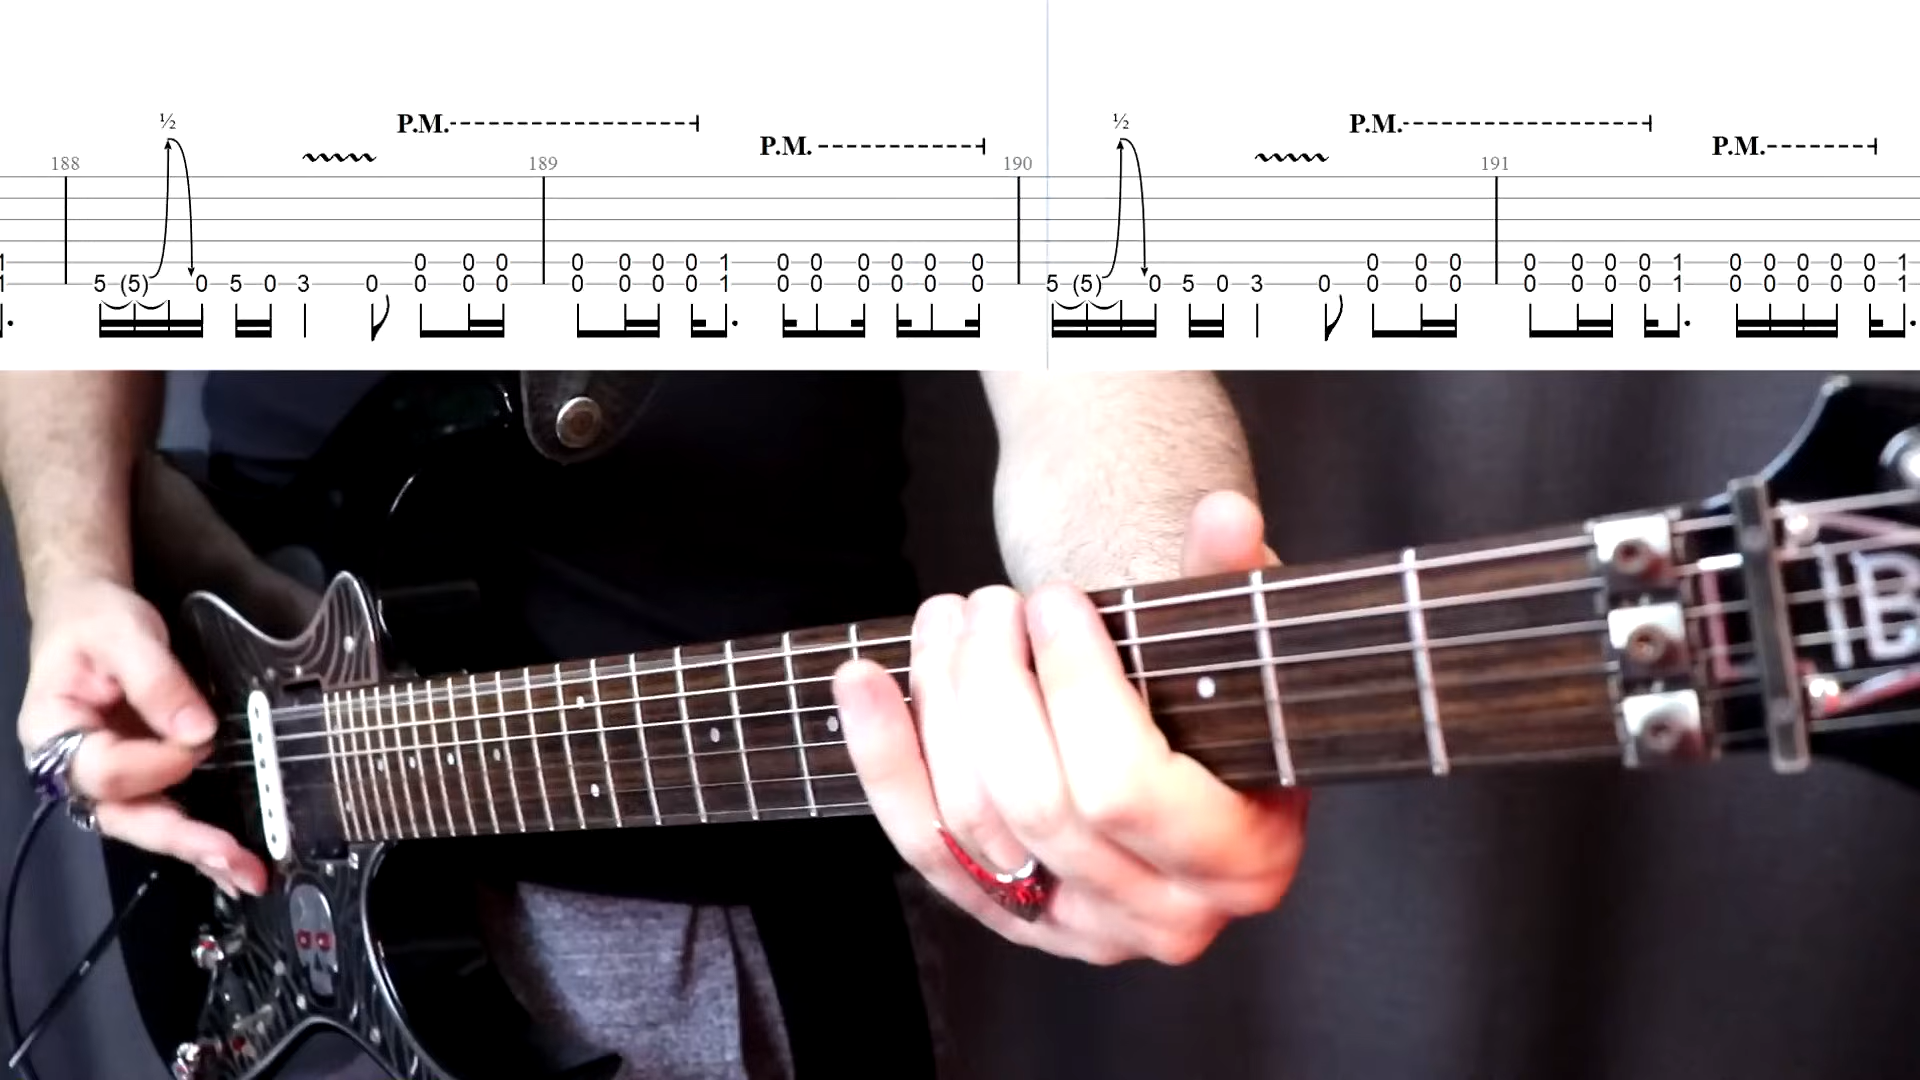 P.M. P.M.
½ ½
P.M. P.M.
188 189 190 191
1 0 0 0 0 0 0 0 1 0 0 0 0 0 0 0 0 0 0 0 0 0 1 0 0 0 0 0 1
1 5 (5) 0 5 0 3 0 0 0 0 0 0 0 0 1 0 0 0 0 0 0 5 (5) 0 5 0 3 0 0 0 0 0 0 0 0 1 0 0 0 0 0 1
IB